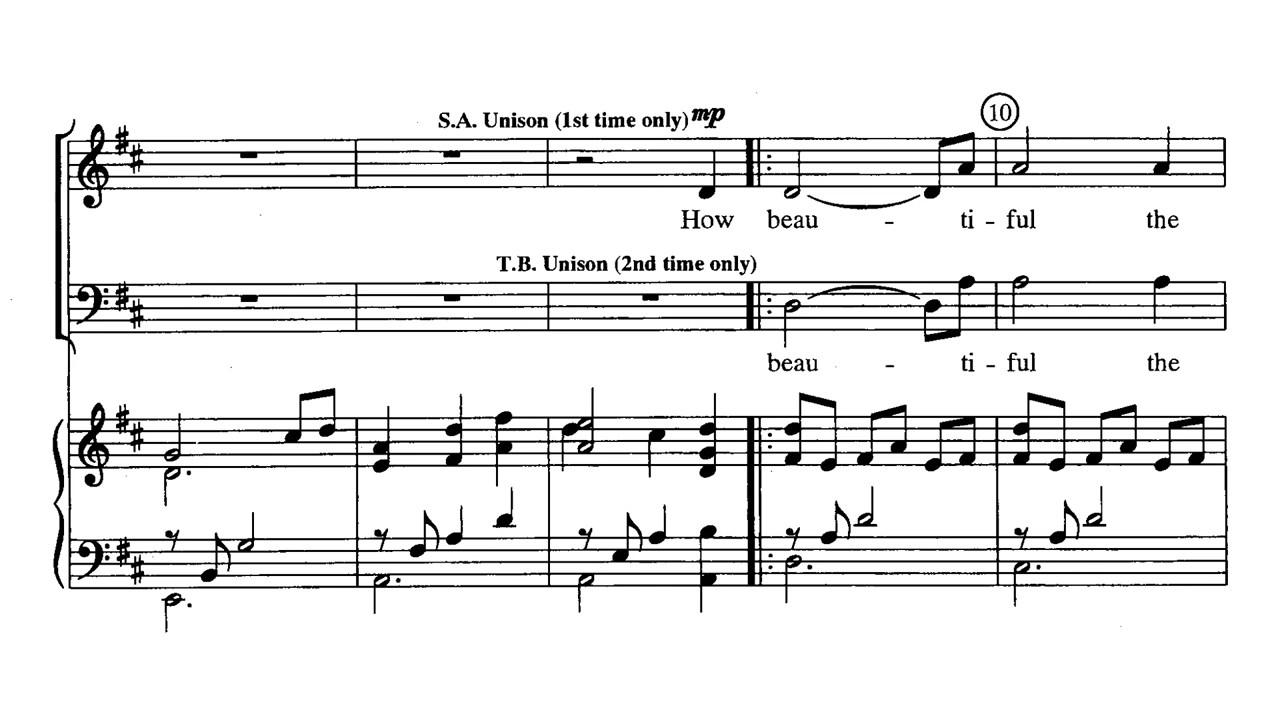 10
S.A. Unison (1st time only) mp
How beau - ti - ful the
T.B. Unison (2nd time only)
beau - ti - ful the